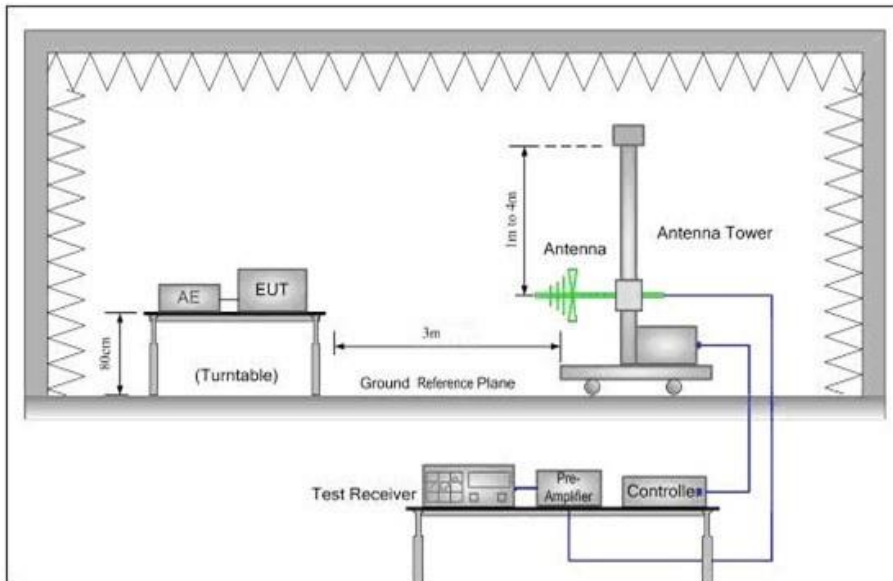 1m to 4m
Antenna
Antenna Tower
AE
EUT
80cm
3m
(Turntable)
Ground Reference Plane
Test Receiver
Pre-
Amplifier
Controller